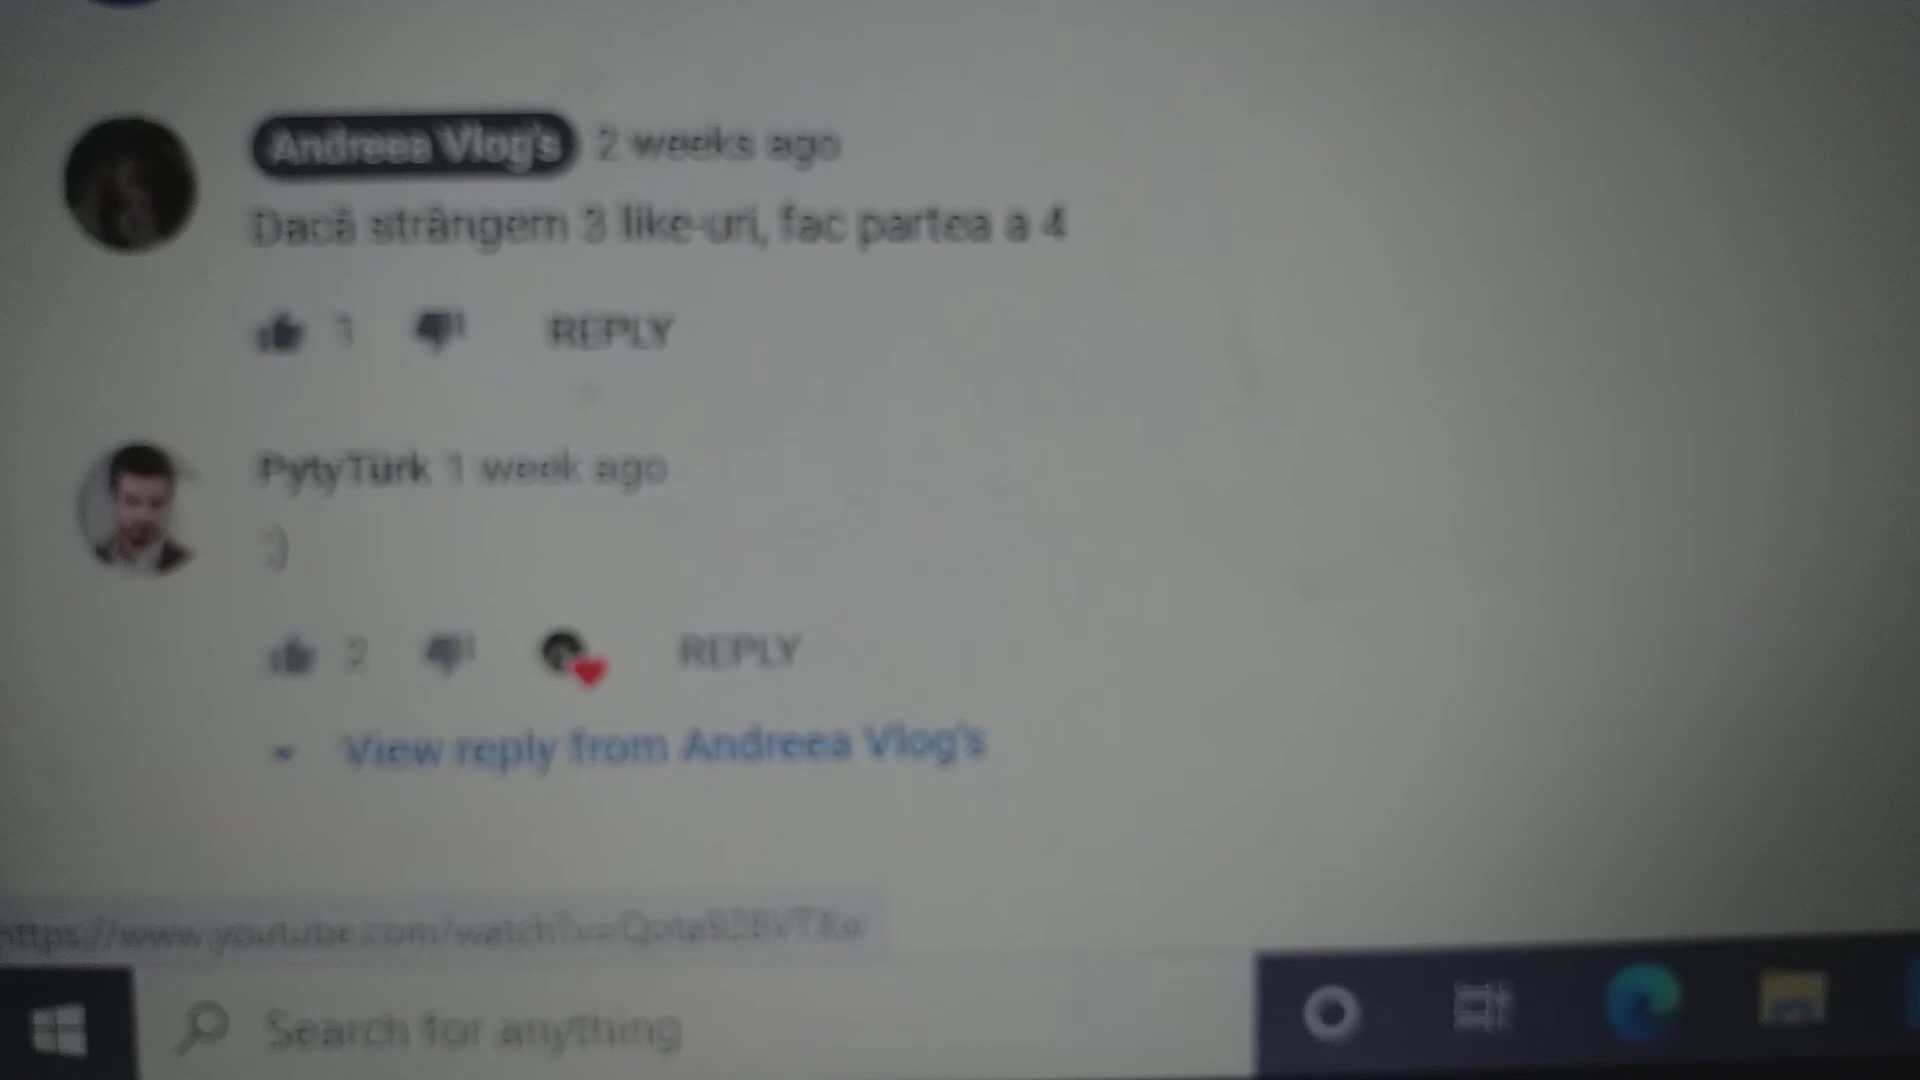 Andreea Vlog's 2 weeks ago
Dacă strângem 3 like-uri, fac partea a 4
1 REPLY
PytyTürk 1 week ago
:)
2 REPLY
View reply from Andreea Vlog's
Search for anything